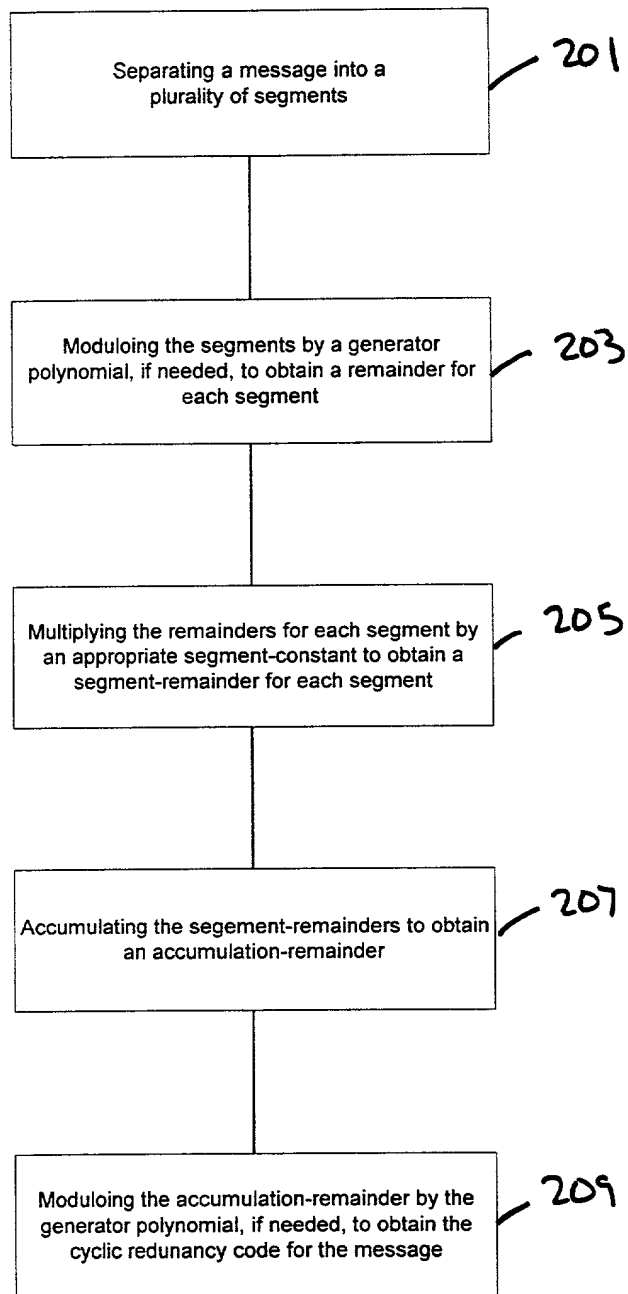 Separating a message into a
plurality of segments
201
Moduloing the segments by a generator
polynomial, if needed, to obtain a remainder for
each segment
203
Multiplying the remainders for each segment by
an appropriate segment-constant to obtain a
segment-remainder for each segment
205
Accumulating the segement-remainders to obtain
an accumulation-remainder
207
Moduloing the accumulation-remainder by the
generator polynomial, if needed, to obtain the
cyclic redunancy code for the message
209